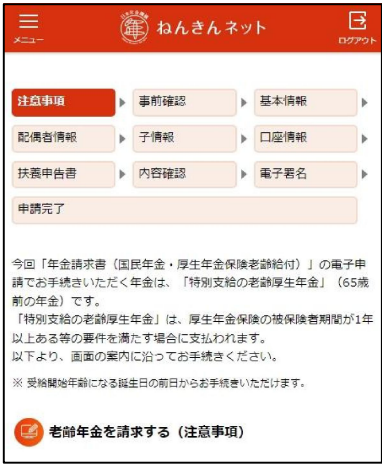 ねんきんネット
メニュー
ログアウト
注意事項
事前確認
基本情報
配偶者情報
子情報
口座情報
扶養申告書
内容確認
電子署名
申請完了
今回「年金請求書（国民年金・厚生年金保険老齢給付）」の電子申
請でお手続きいただく年金は、「特別支給の老齢厚生年金」（65歳
前の年金）です。
「特別支給の老齢厚生年金」は、厚生年金保険の被保険者期間が1年
以上ある等の要件を満たす場合に支払われます。
以下より、画面の案内に沿ってお手続きください。
※ 受給開始年齢になる誕生日の前日からお手続きいただけます。
老齢年金を請求する（注意事項）